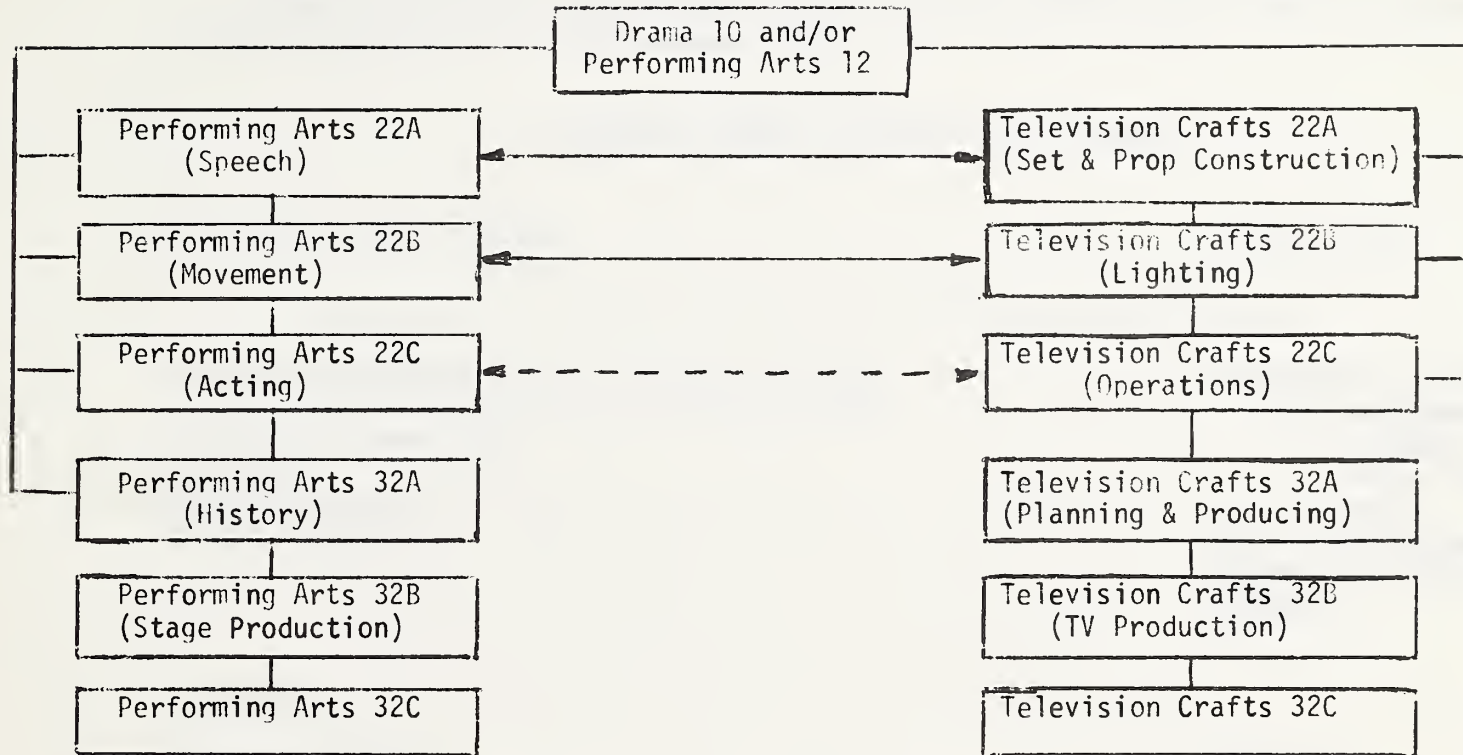 Drama 10 and/or
Performing Arts 12
Performing Arts 22A
(Speech)
Performing Arts 22B
(Movement)
Performing Arts 22C
(Acting)
Performing Arts 32A
(History)
Performing Arts 32B
(Stage Production)
Performing Arts 32C
Television Crafts 22A
(Set & Prop Construction)
Television Crafts 22B
(Lighting)
Television Crafts 22C
(Operations)
Television Crafts 32A
(Planning & Producing)
Television Crafts 32B
(TV Production)
Television Crafts 32C